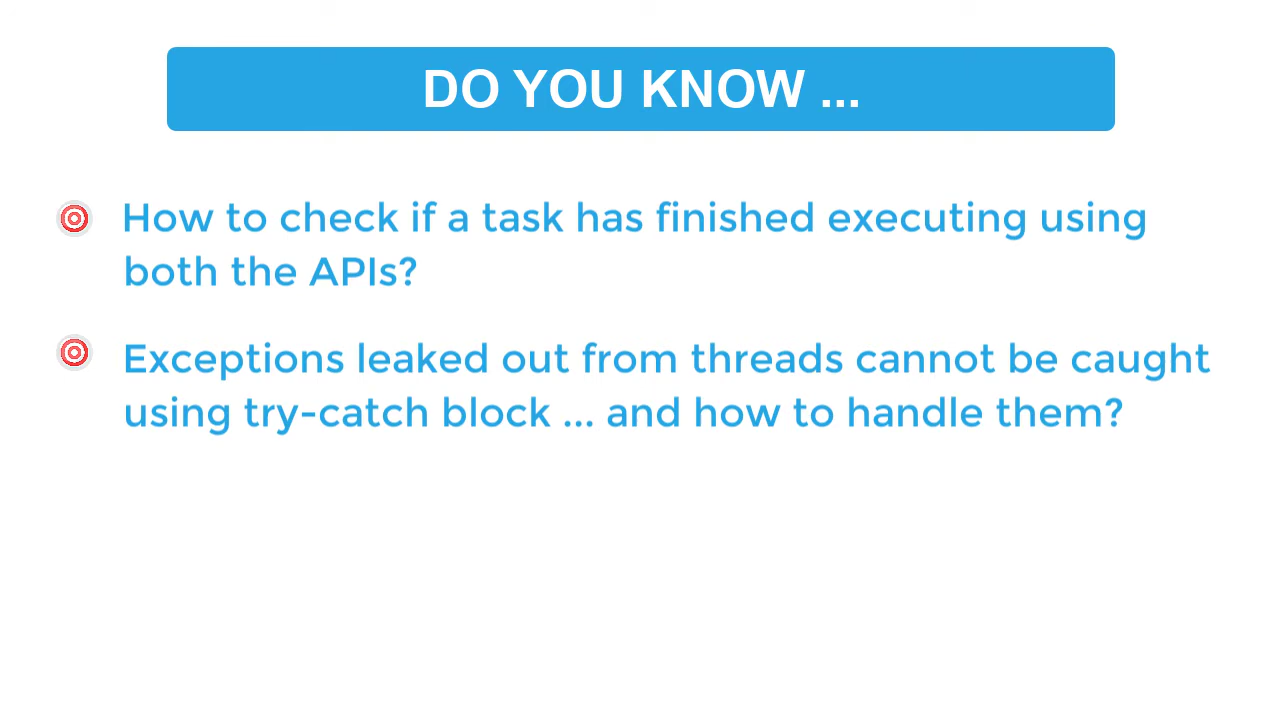 DO YOU KNOW ...
How to check if a task has finished executing using
both the APIs?
Exceptions leaked out from threads cannot be caught
using try-catch block ... and how to handle them?